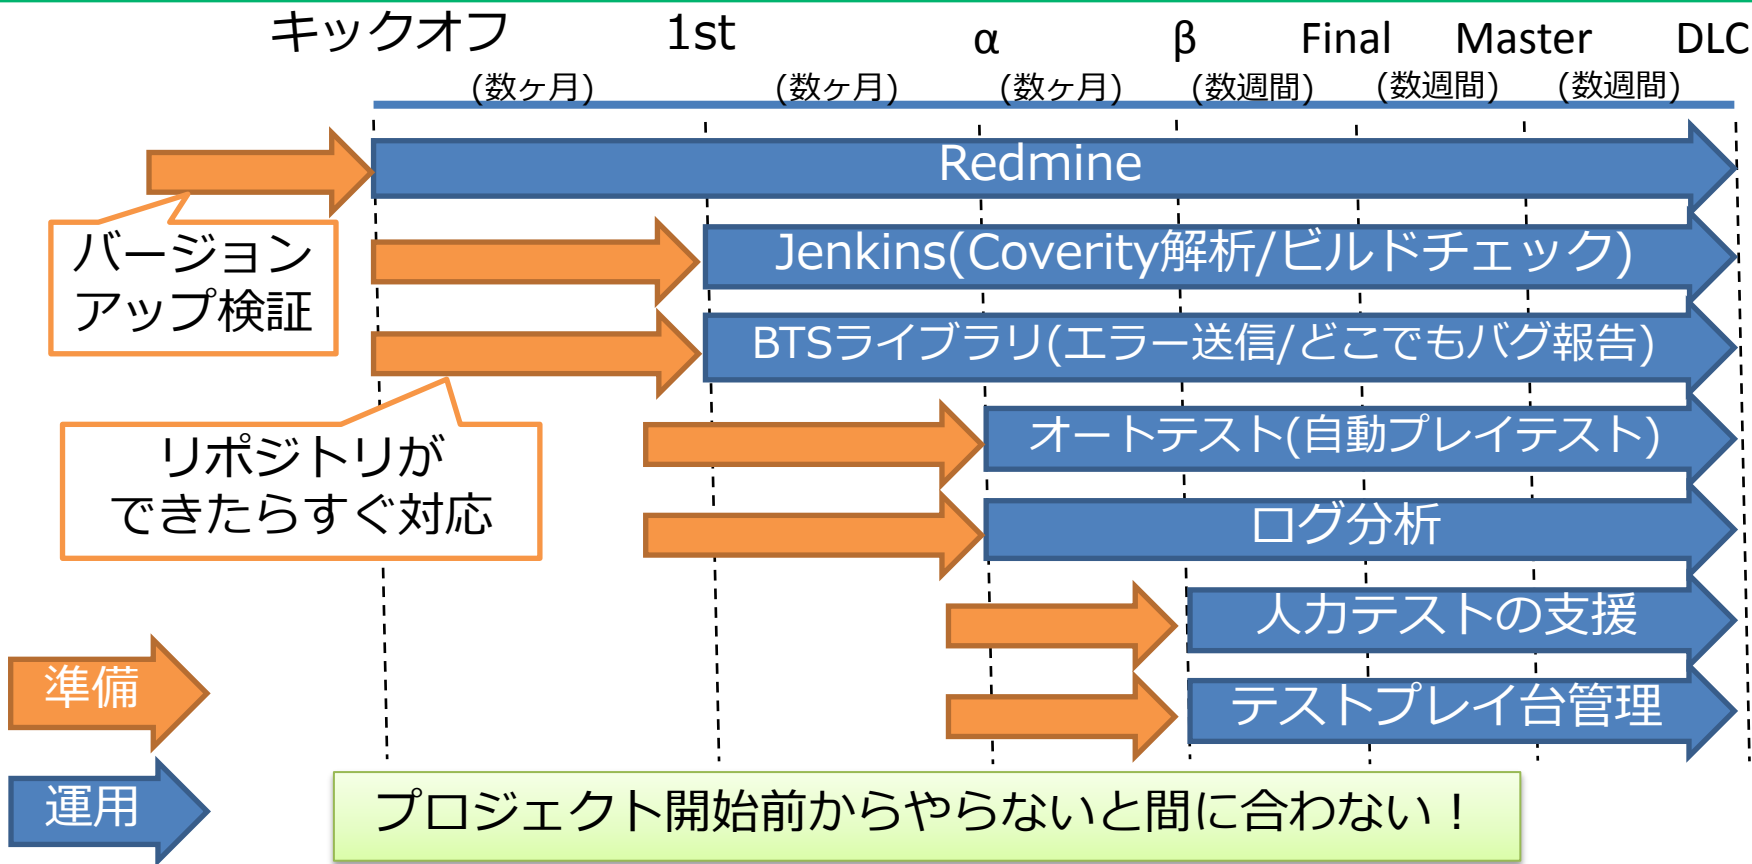 キックオフ 1st α β Final Master DLC
(数ヶ月) (数ヶ月) (数ヶ月) (数週間) (数週間) (数週間)
Redmine
バージョン
アップ検証
Jenkins(Coverity解析/ビルドチェック)
BTSライブラリ(エラー送信/どこでもバグ報告)
リポジトリが
できたらすぐ対応
オートテスト(自動プレイテスト)
ログ分析
人力テストの支援
テストプレイ台管理
準備
運用
プロジェクト開始前からやらないと間に合わない！